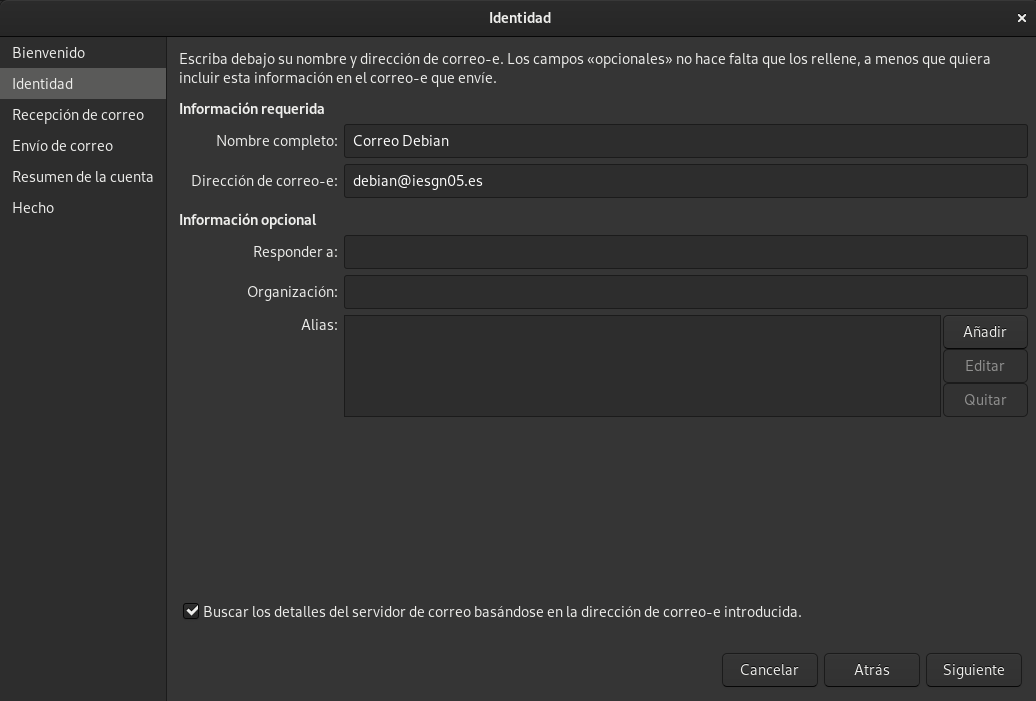 Identidad
Bienvenido
Identidad
Recepción de correo
Envío de correo
Resumen de la cuenta
Hecho
Escriba debajo su nombre y dirección de correo-e. Los campos «opcionales» no hace falta que los rellene, a menos que quiera
incluir esta información en el correo-e que envíe.
Información requerida
Nombre completo: Correo Debian
Dirección de correo-e: debian@iesgn05.es
Información opcional
Responder a:
Organización:
Alias:
Añadir
Editar
Quitar
Buscar los detalles del servidor de correo basándose en la dirección de correo-e introducida.
Cancelar Atrás Siguiente